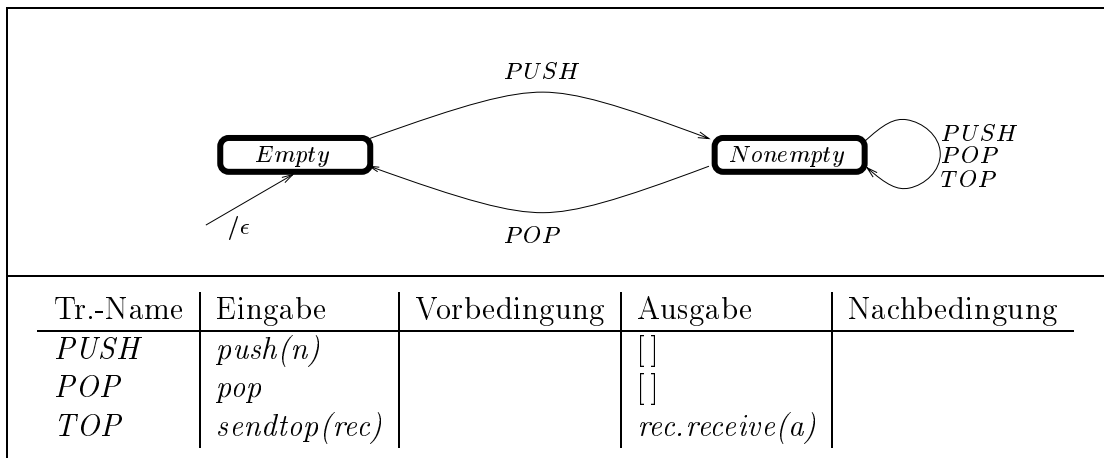 PUSH
Empty
Nonempty
PUSH
POP
TOP
/ϵ
POP
Tr.-Name Eingabe Vorbedingung Ausgabe Nachbedingung
PUSH push(n) [ ]
POP pop [ ]
TOP sendtop(rec) rec.receive(a)